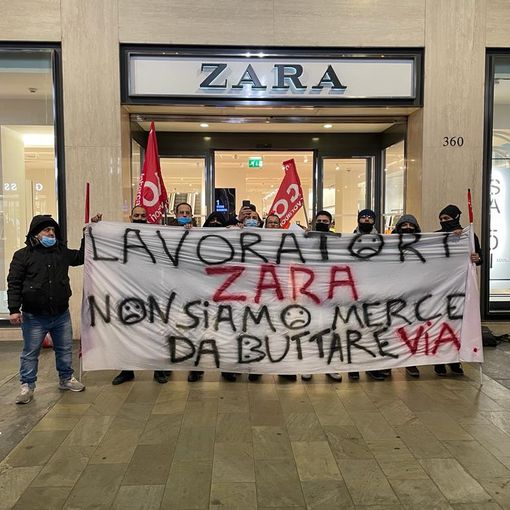 ZARA
360
LAVORATORI
ZARA
NON SIAMO MERCE
DA BUTTARE VIA